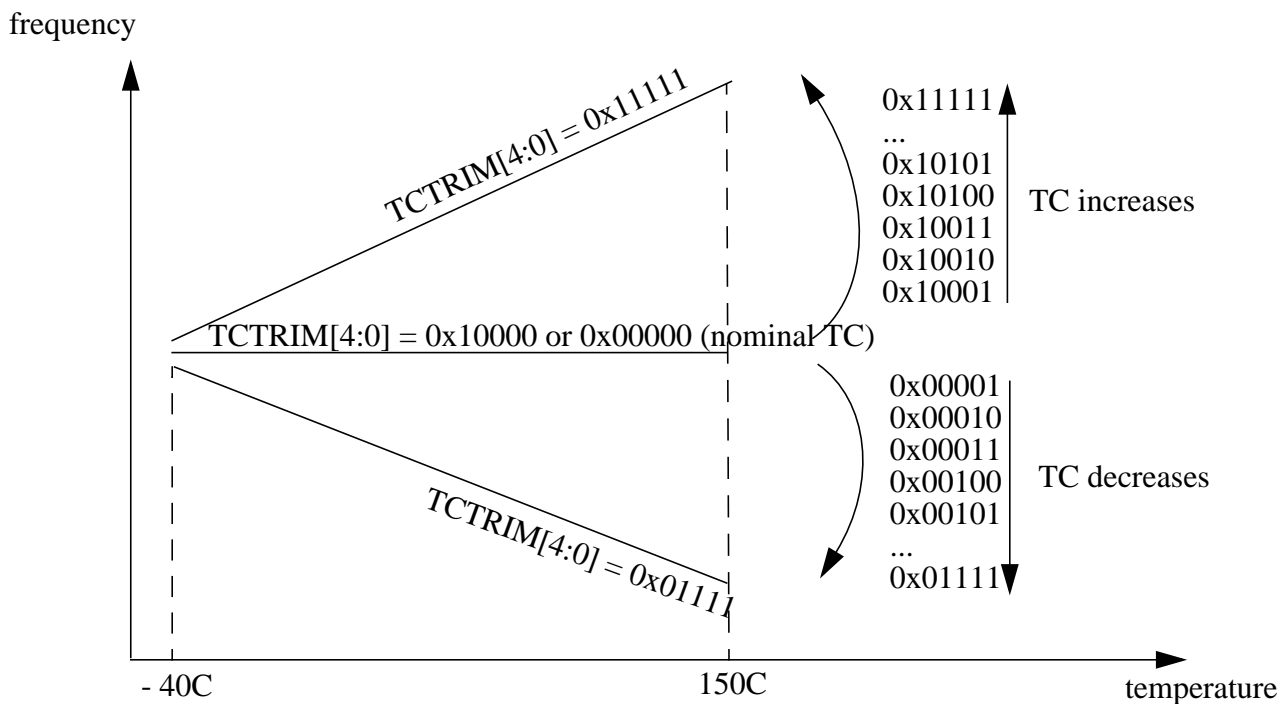 frequency
TCTRIM[4:0] = 0x11111
0x11111
...
0x10101
0x10100
0x10011
0x10010
0x10001
TC increases
TCTRIM[4:0] = 0x10000 or 0x00000 (nominal TC)
0x00001
0x00010
0x00011
0x00100
0x00101
...
0x01111
TC decreases
TCTRIM[4:0] = 0x01111
- 40C
150C
temperature